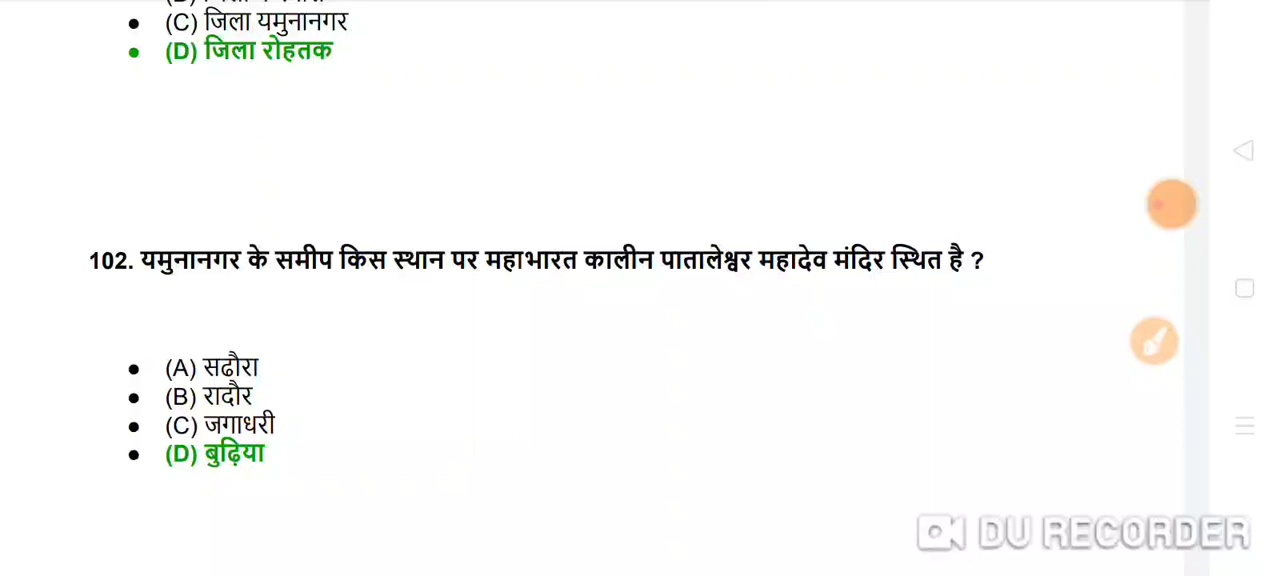 (C) जिला यमुनानगर
(D) जिला रोहतक
102. यमुनानगर के समीप किस स्थान पर महाभारत कालीन पातालेश्वर महादेव मंदिर स्थित है ?
(A) सढौरा
(B) रादौर
(C) जगाधरी
(D) बुढ़िया
DU RECORDER